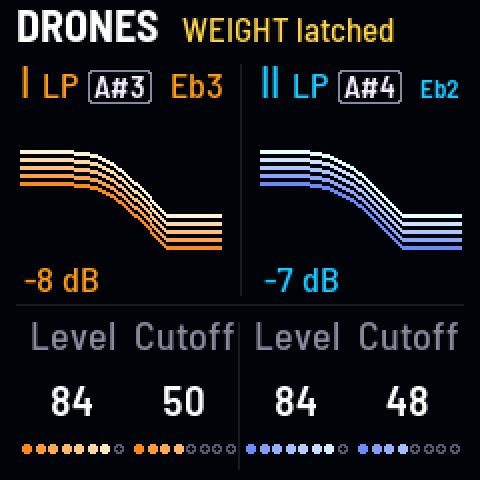 DRONES WEIGHT latched
I LP A#3 Eb3 II LP A#4 Eb2
-8 dB -7 dB
Level Cutoff Level Cutoff
84 50 84 48